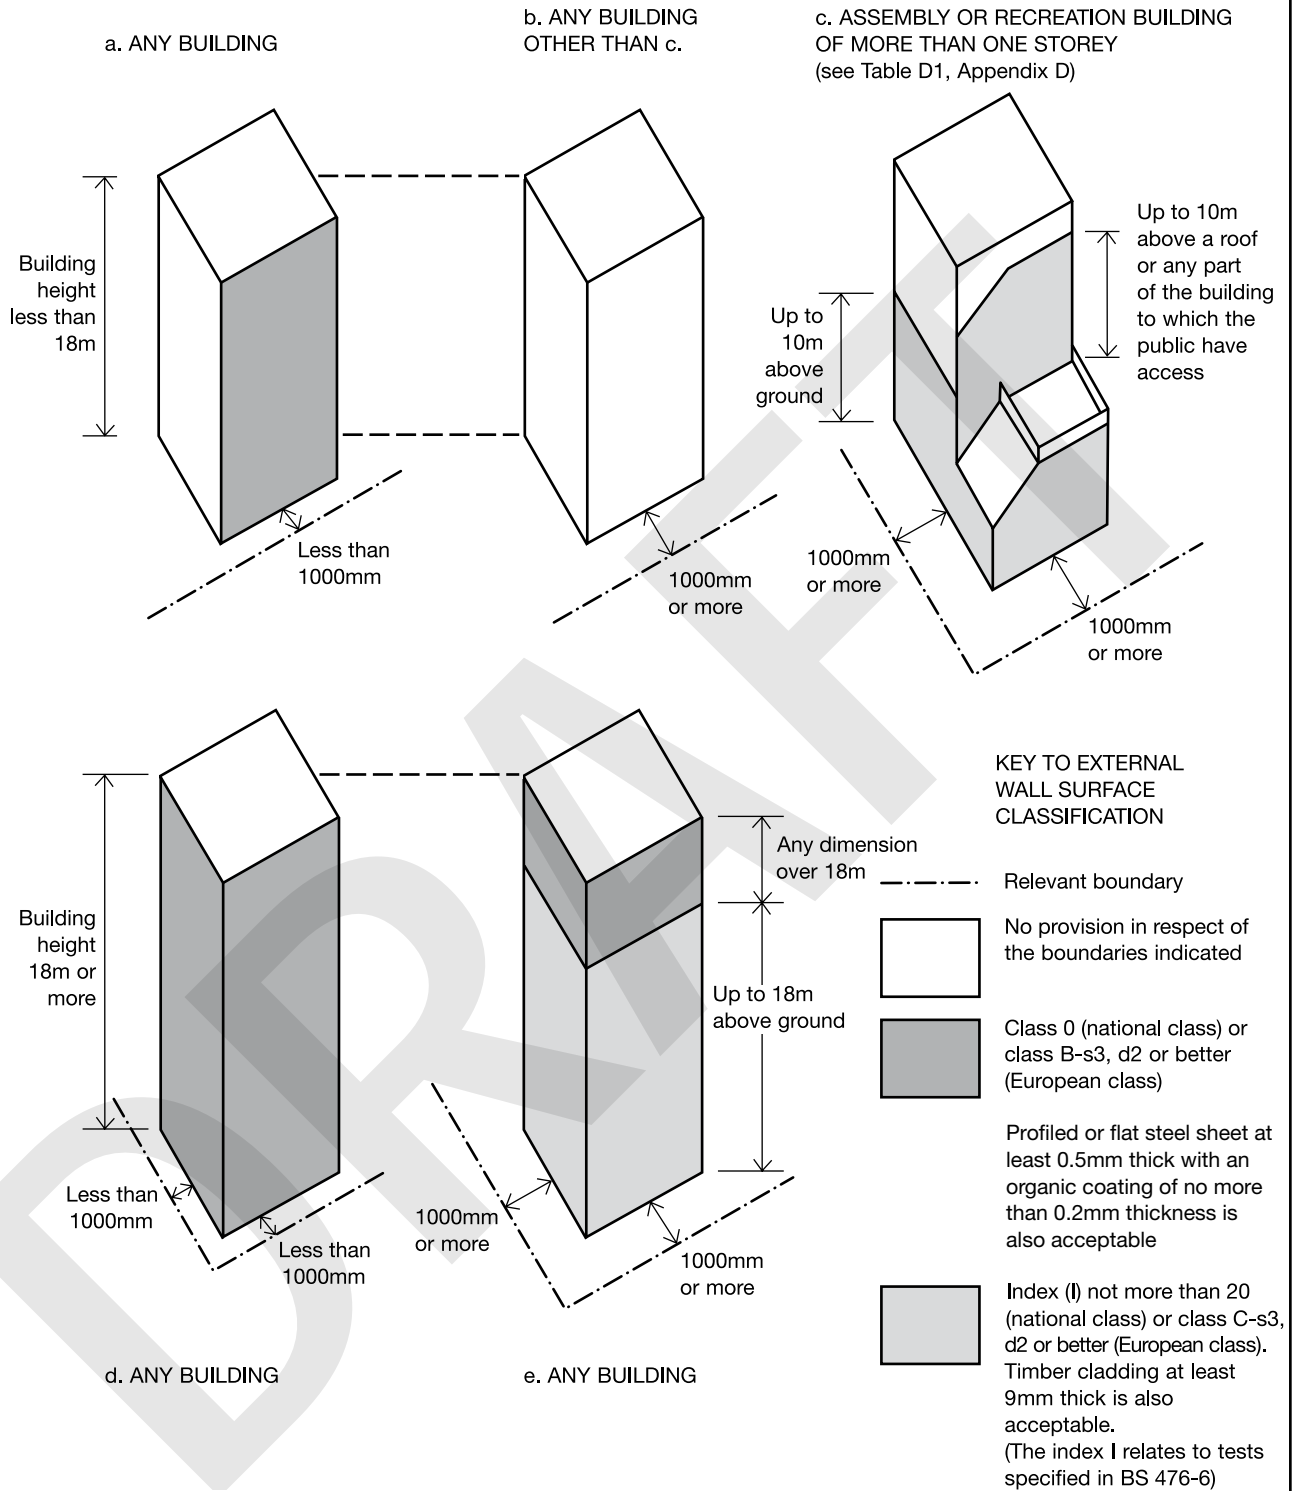 a. ANY BUILDING
b. ANY BUILDING
OTHER THAN c.
c. ASSEMBLY OR RECREATION BUILDING
OF MORE THAN ONE STOREY
(see Table D1, Appendix D)
Building
height
less than
18m
Less than
1000mm
1000mm
or more
Up to
10m
above
ground
Up to 10m
above a roof
or any part
of the building
to which the
public have
access
1000mm
or more
1000mm
or more
Building
height
18m or
more
Less than
1000mm
Less than
1000mm
Any dimension
over 18m
Up to 18m
above ground
1000mm
or more
1000mm
or more
d. ANY BUILDING
e. ANY BUILDING
KEY TO EXTERNAL
WALL SURFACE
CLASSIFICATION
Relevant boundary
No provision in respect of
the boundaries indicated
Class 0 (national class) or
class B-s3, d2 or better
(European class)
Profiled or flat steel sheet at
least 0.5mm thick with an
organic coating of no more
than 0.2mm thickness is
also acceptable
Index (I) not more than 20
(national class) or class C-s3,
d2 or better (European class).
Timber cladding at least
9mm thick is also
acceptable.
(The index I relates to tests
specified in BS 476-6)
DRAFT